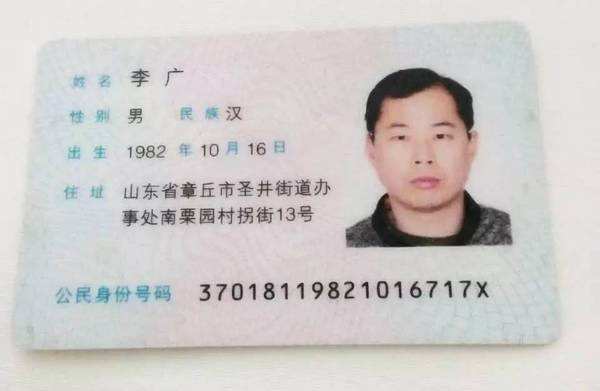 姓名 李广
性别 男 民族 汉
出生 1982 年 10 月 16 日
住址 山东省章丘市圣井街道办
事处南栗园村拐街13号
公民身份号码 37018119821016717X